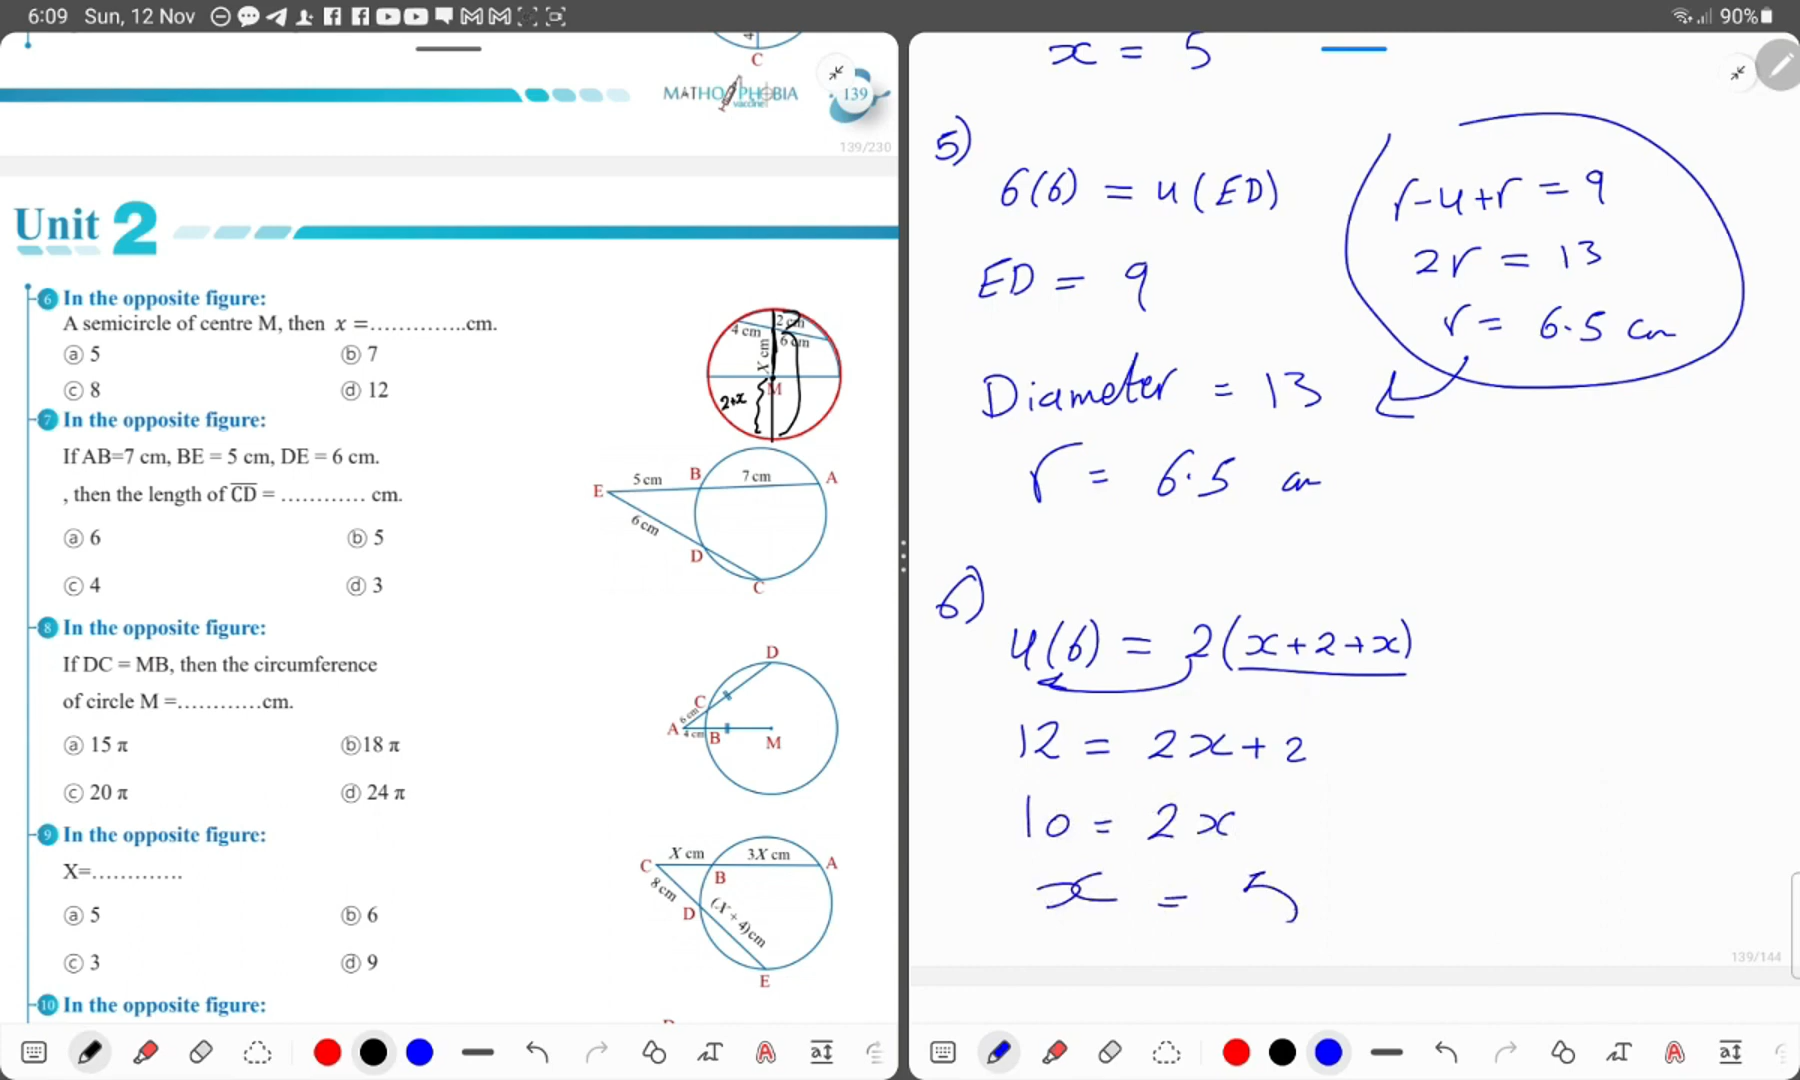 6:09 Sun, 12 Nov
90%
4
C
MATHOPHOBIA
vaccine
139
139/230
Unit 2
6 In the opposite figure:
A semicircle of centre M, then x =..............cm.
ⓐ 5
ⓑ 7
ⓒ 8
ⓓ 12
4 cm
2 cm
6 cm
X cm
M
2+x
7 In the opposite figure:
If AB=7 cm, BE = 5 cm, DE = 6 cm.
, then the length of C̅D̅ = ............ cm.
ⓐ 6
ⓑ 5
ⓒ 4
ⓓ 3
E
5 cm
B
7 cm
A
6 cm
D
C
8 In the opposite figure:
If DC = MB, then the circumference
of circle M =............cm.
ⓐ 15 π
ⓑ 18 π
ⓒ 20 π
ⓓ 24 π
D
C
6 cm
A
4 cm
B
M
9 In the opposite figure:
X=.............
ⓐ 5
ⓑ 6
ⓒ 3
ⓓ 9
C
X cm
3X cm
A
B
8 cm
D
(X + 4)cm
E
10 In the opposite figure:
x = 5
5)
6(6) = 4(ED)
ED = 9
Diameter = 13
r = 6.5 cm
r-4+r = 9
2r = 13
r = 6.5 cm
6)
4(6) = 2(x+2+x)
12 = 2x+2
10 = 2x
x = 5
139/144